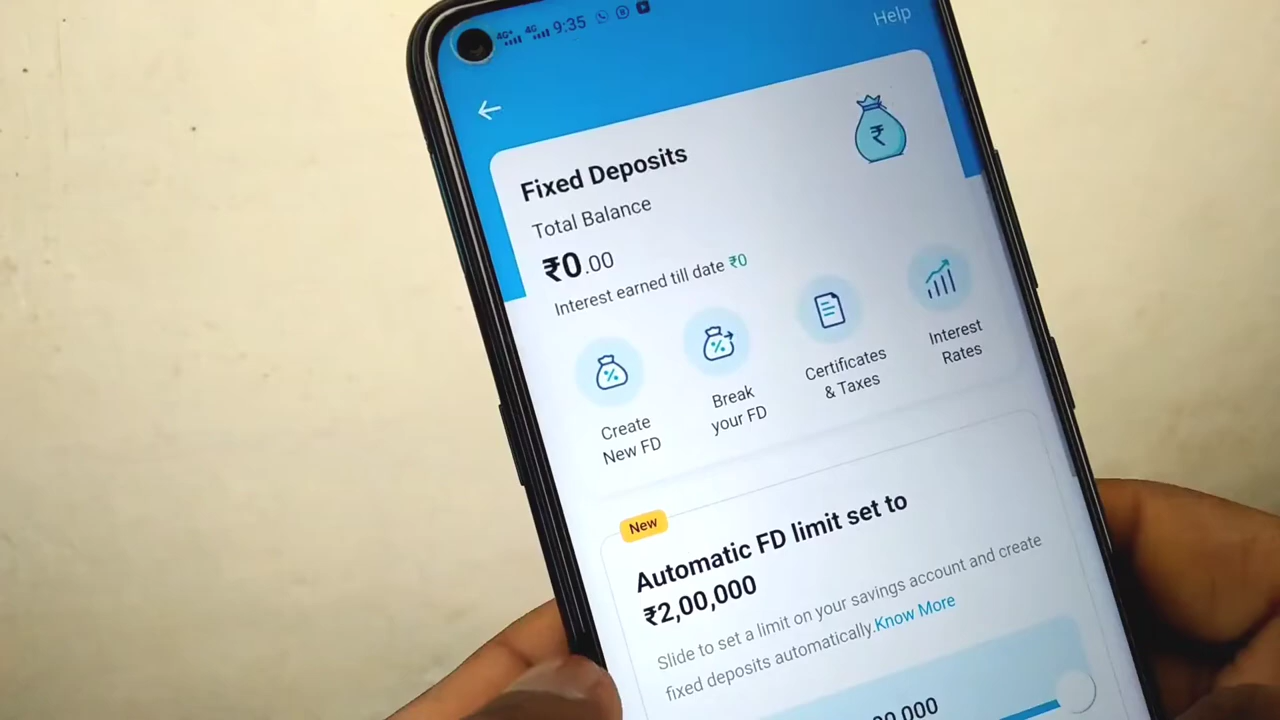 4G+ 4G 9:35
Help
Fixed Deposits
₹
Total Balance
₹0.00
Interest earned till date ₹0
Create
New FD
Break
your FD
Certificates
& Taxes
Interest
Rates
New
Automatic FD limit set to
₹2,00,000
Slide to set a limit on your savings account and create
fixed deposits automatically.Know More